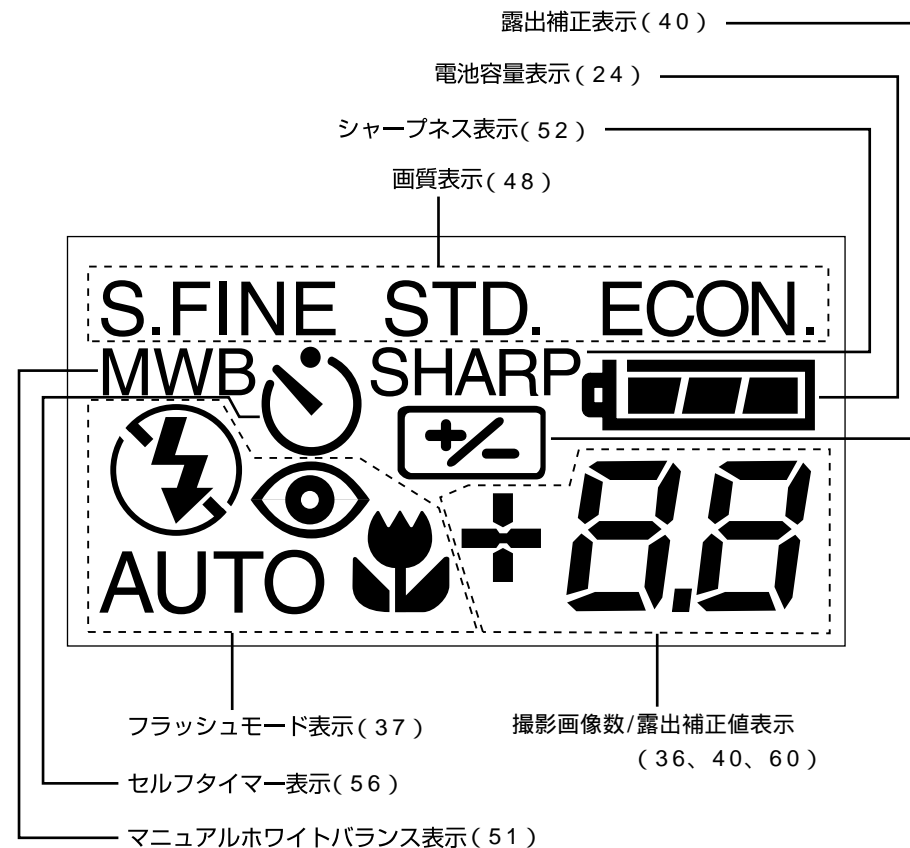 露出補正表示(40)
電池容量表示(24)
シャープネス表示(52)
画質表示(48)
S.FINE STD. ECON.
MWB SHARP
AUTO
8.8
フラッシュモード表示(37)
撮影画像数/露出補正値表示
(36、40、60)
セルフタイマー表示(56)
マニュアルホワイトバランス表示(51)